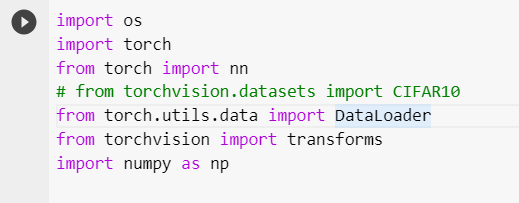 import os
import torch
from torch import nn
# from torchvision.datasets import CIFAR10
from torch.utils.data import DataLoader
from torchvision import transforms
import numpy as np